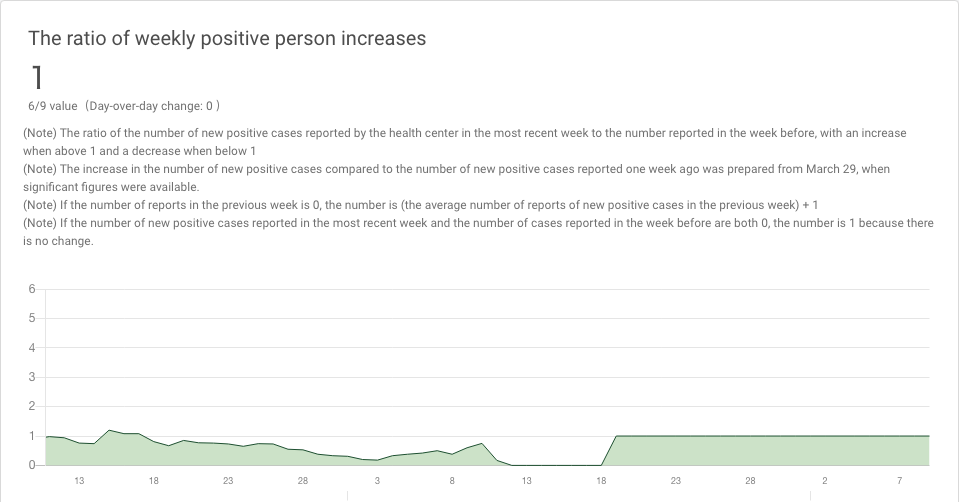 The ratio of weekly positive person increases
1
6/9 value (Day-over-day change: 0 )
(Note) The ratio of the number of new positive cases reported by the health center in the most recent week to the number reported in the week before, with an increase
when above 1 and a decrease when below 1
(Note) The increase in the number of new positive cases compared to the number of new positive cases reported one week ago was prepared from March 29, when
significant figures were available.
(Note) If the number of reports in the previous week is 0, the number is (the average number of reports of new positive cases in the previous week) + 1
(Note) If the number of new positive cases reported in the most recent week and the number of cases reported in the week before are both 0, the number is 1 because there
is no change.
6
5
4
3
2
1
0
13 18 23 28 3 8 13 18 23 28 2 7